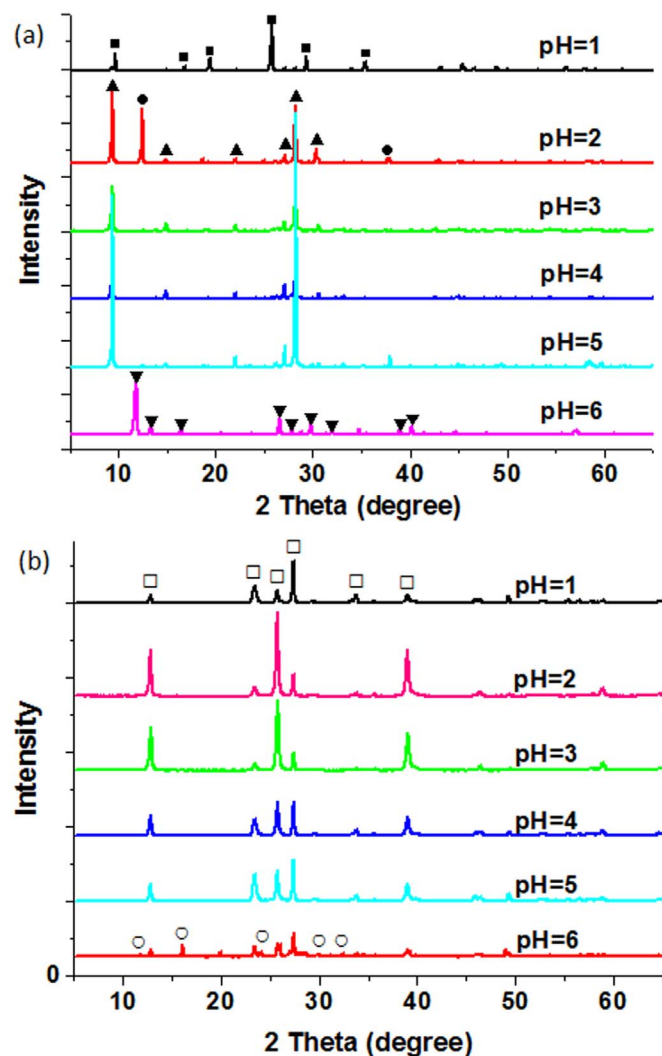 (a)
pH=1
pH=2
pH=3
pH=4
pH=5
pH=6
Intensity
10 20 30 40 50 60
2 Theta (degree)
(b)
pH=1
pH=2
pH=3
pH=4
pH=5
pH=6
Intensity
0
10 20 30 40 50 60
2 Theta (degree)